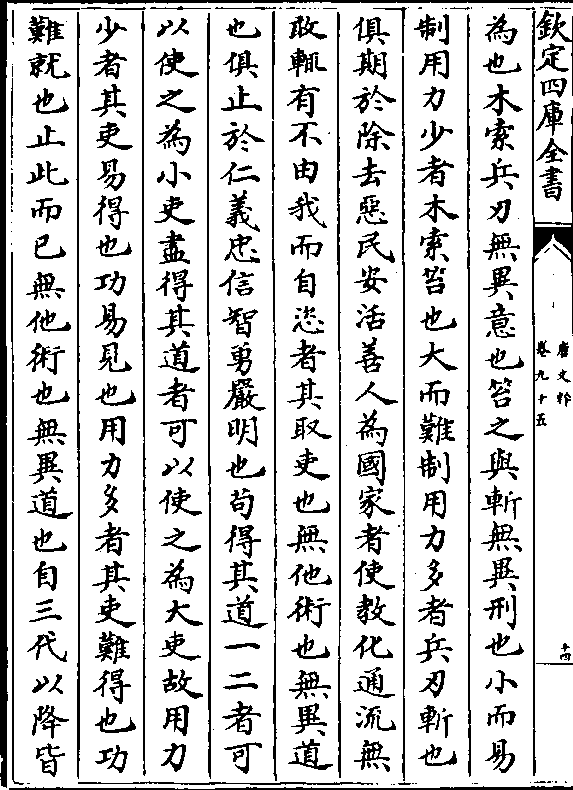 欽定四庫全書
唐文粹
卷九十五
十四
為也木索兵刃無異意也笞之與斬無異刑也小而易
制用力少者木索笞也大而難制用力多者兵刃斬也
俱期於除去惡民安活善人為國家者使教化通流無
敢輒有不由我而自恣者其取吏也無他術也無異道
也俱止於仁義忠信智勇嚴明也苟得其道一二者可
以使之為小吏盡得其道者可以使之為大吏故用力
少者其吏易得也功易見也用力多者其吏難得也功
難就也止此而已無他術也無異道也自三代以降皆